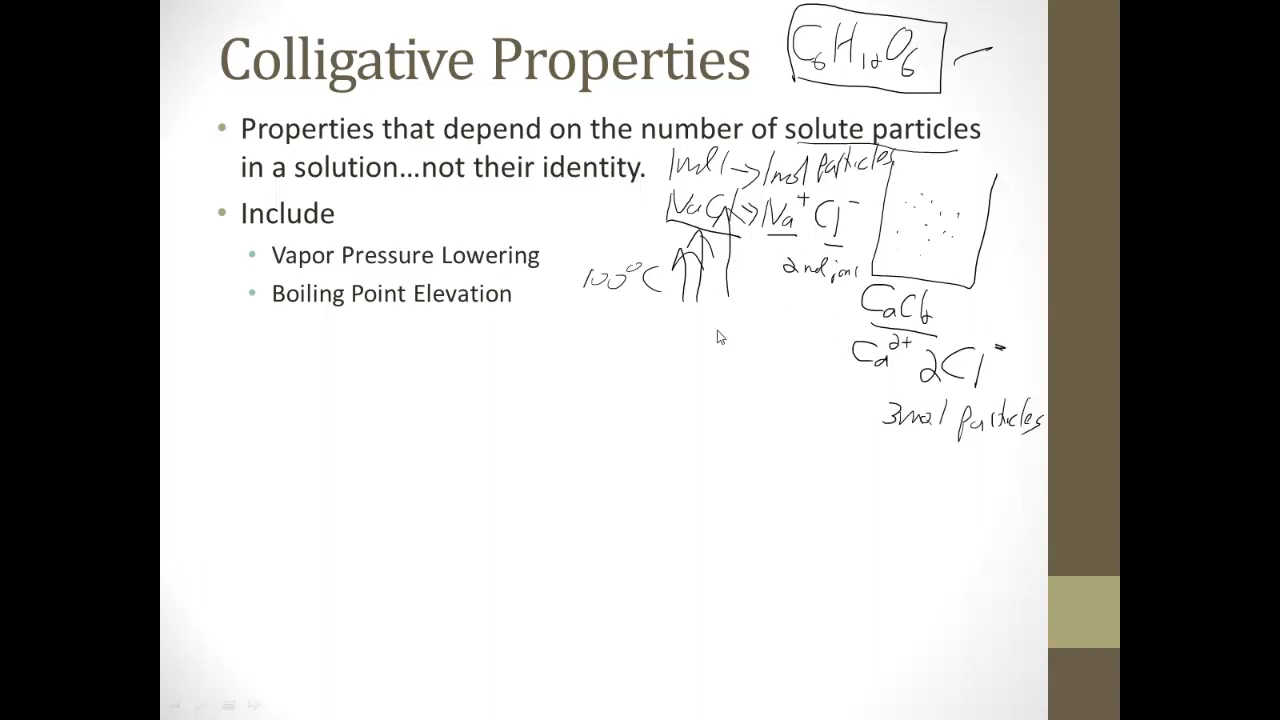 Colligative Properties
C6H12O6
• Properties that depend on the number of solute particles
in a solution...not their identity.
1mol → 1mol particles
• Include
NaCl → Na+ Cl-
• Vapor Pressure Lowering
2 mol ions
100°C
• Boiling Point Elevation
CaCl2
Ca2+ 2Cl-
3mol particles